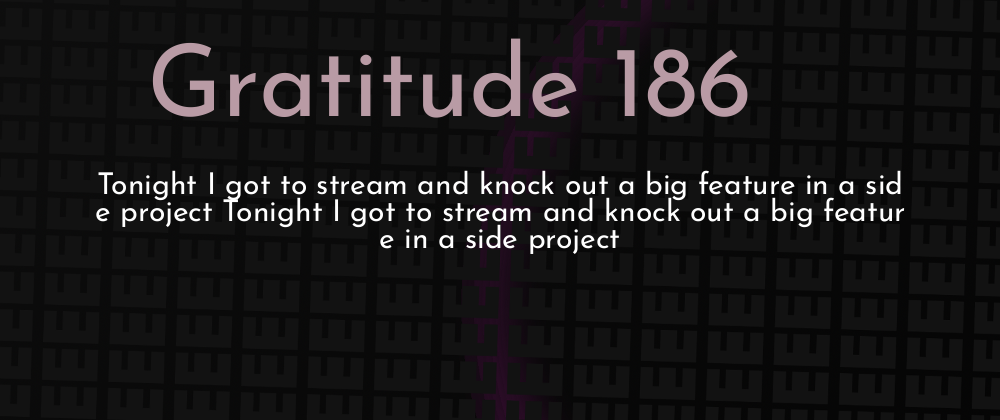 Gratitude 186
Tonight I got to stream and knock out a big feature in a sid
e project Tonight I got to stream and knock out a big featur
e in a side project